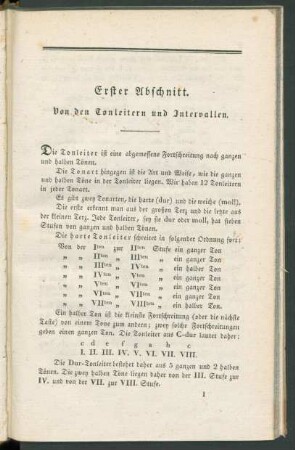 Erster Abschnitt.
Von den Tonleitern und Intervallen.
Die Tonleiter ist eine abgemessene Fortschreitung nach ganzen
und halben Tönen.
Die Tonart hingegen ist die Art und Weise, wie die ganzen
und halben Töne in der Tonleiter liegen. Wir haben 12 Tonleitern
in jeder Tonart.
Es gibt zwey Tonarten, die harte (dur) und die weiche (moll).
Die erste erkennt man aus der großen Terz und die letzte aus
der kleinen Terz. Jede Tonleiter, sey sie dur oder moll, hat sieben
Stufen von ganzen und halben Tönen.
Die harte Tonleiter schreitet in folgender Ordnung fort:
Von der Iten zur IIten Stufe ein ganzer Ton
„ „ IIten „ IIIten „ ein ganzer Ton
„ „ IIIten „ IVten „ ein halber Ton
„ „ IVten „ Vten „ ein ganzer Ton
„ „ Vten „ VIten „ ein ganzer Ton
„ „ VIten „ VIIten „ ein ganzer Ton
„ „ VIIten „ VIIIten „ ein halber Ton
Ein halber Ton ist die kleinste Fortschreitung (oder die nächste
Taste) von einem Tone zum andern; zwey solche Fortschreitungen
geben einen ganzen Ton. Die Tonleiter aus C-dur lautet daher:
c d e f g a h c
I. II. III. IV. V. VI. VII. VIII.
Die Dur-Tonleiter besteht daher aus 5 ganzen und 2 halben
Tönen. Die zwey halben Töne liegen daher von der III. Stufe zur
IV. und von der VII. zur VIII. Stufe.
1